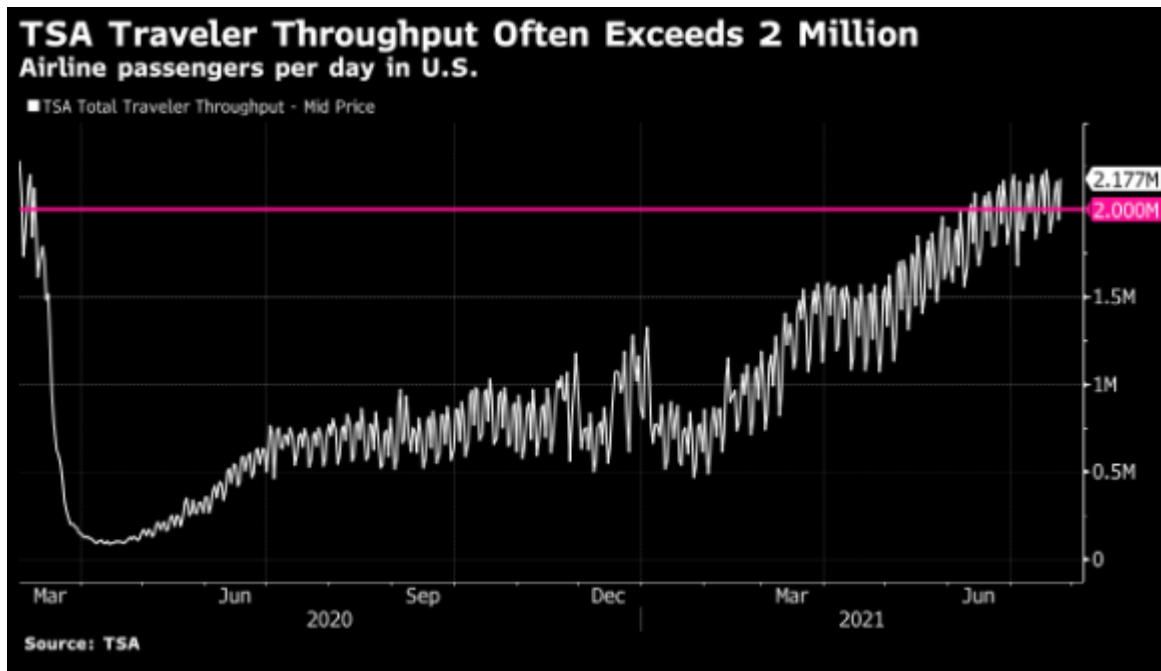 TSA Traveler Throughput Often Exceeds 2 Million
Airline passengers per day in U.S.
TSA Total Traveler Throughput - Mid Price
2.177M
2.000M
1.5M
1M
0.5M
0
Mar Jun Sep Dec Mar Jun
2020 2021
Source: TSA